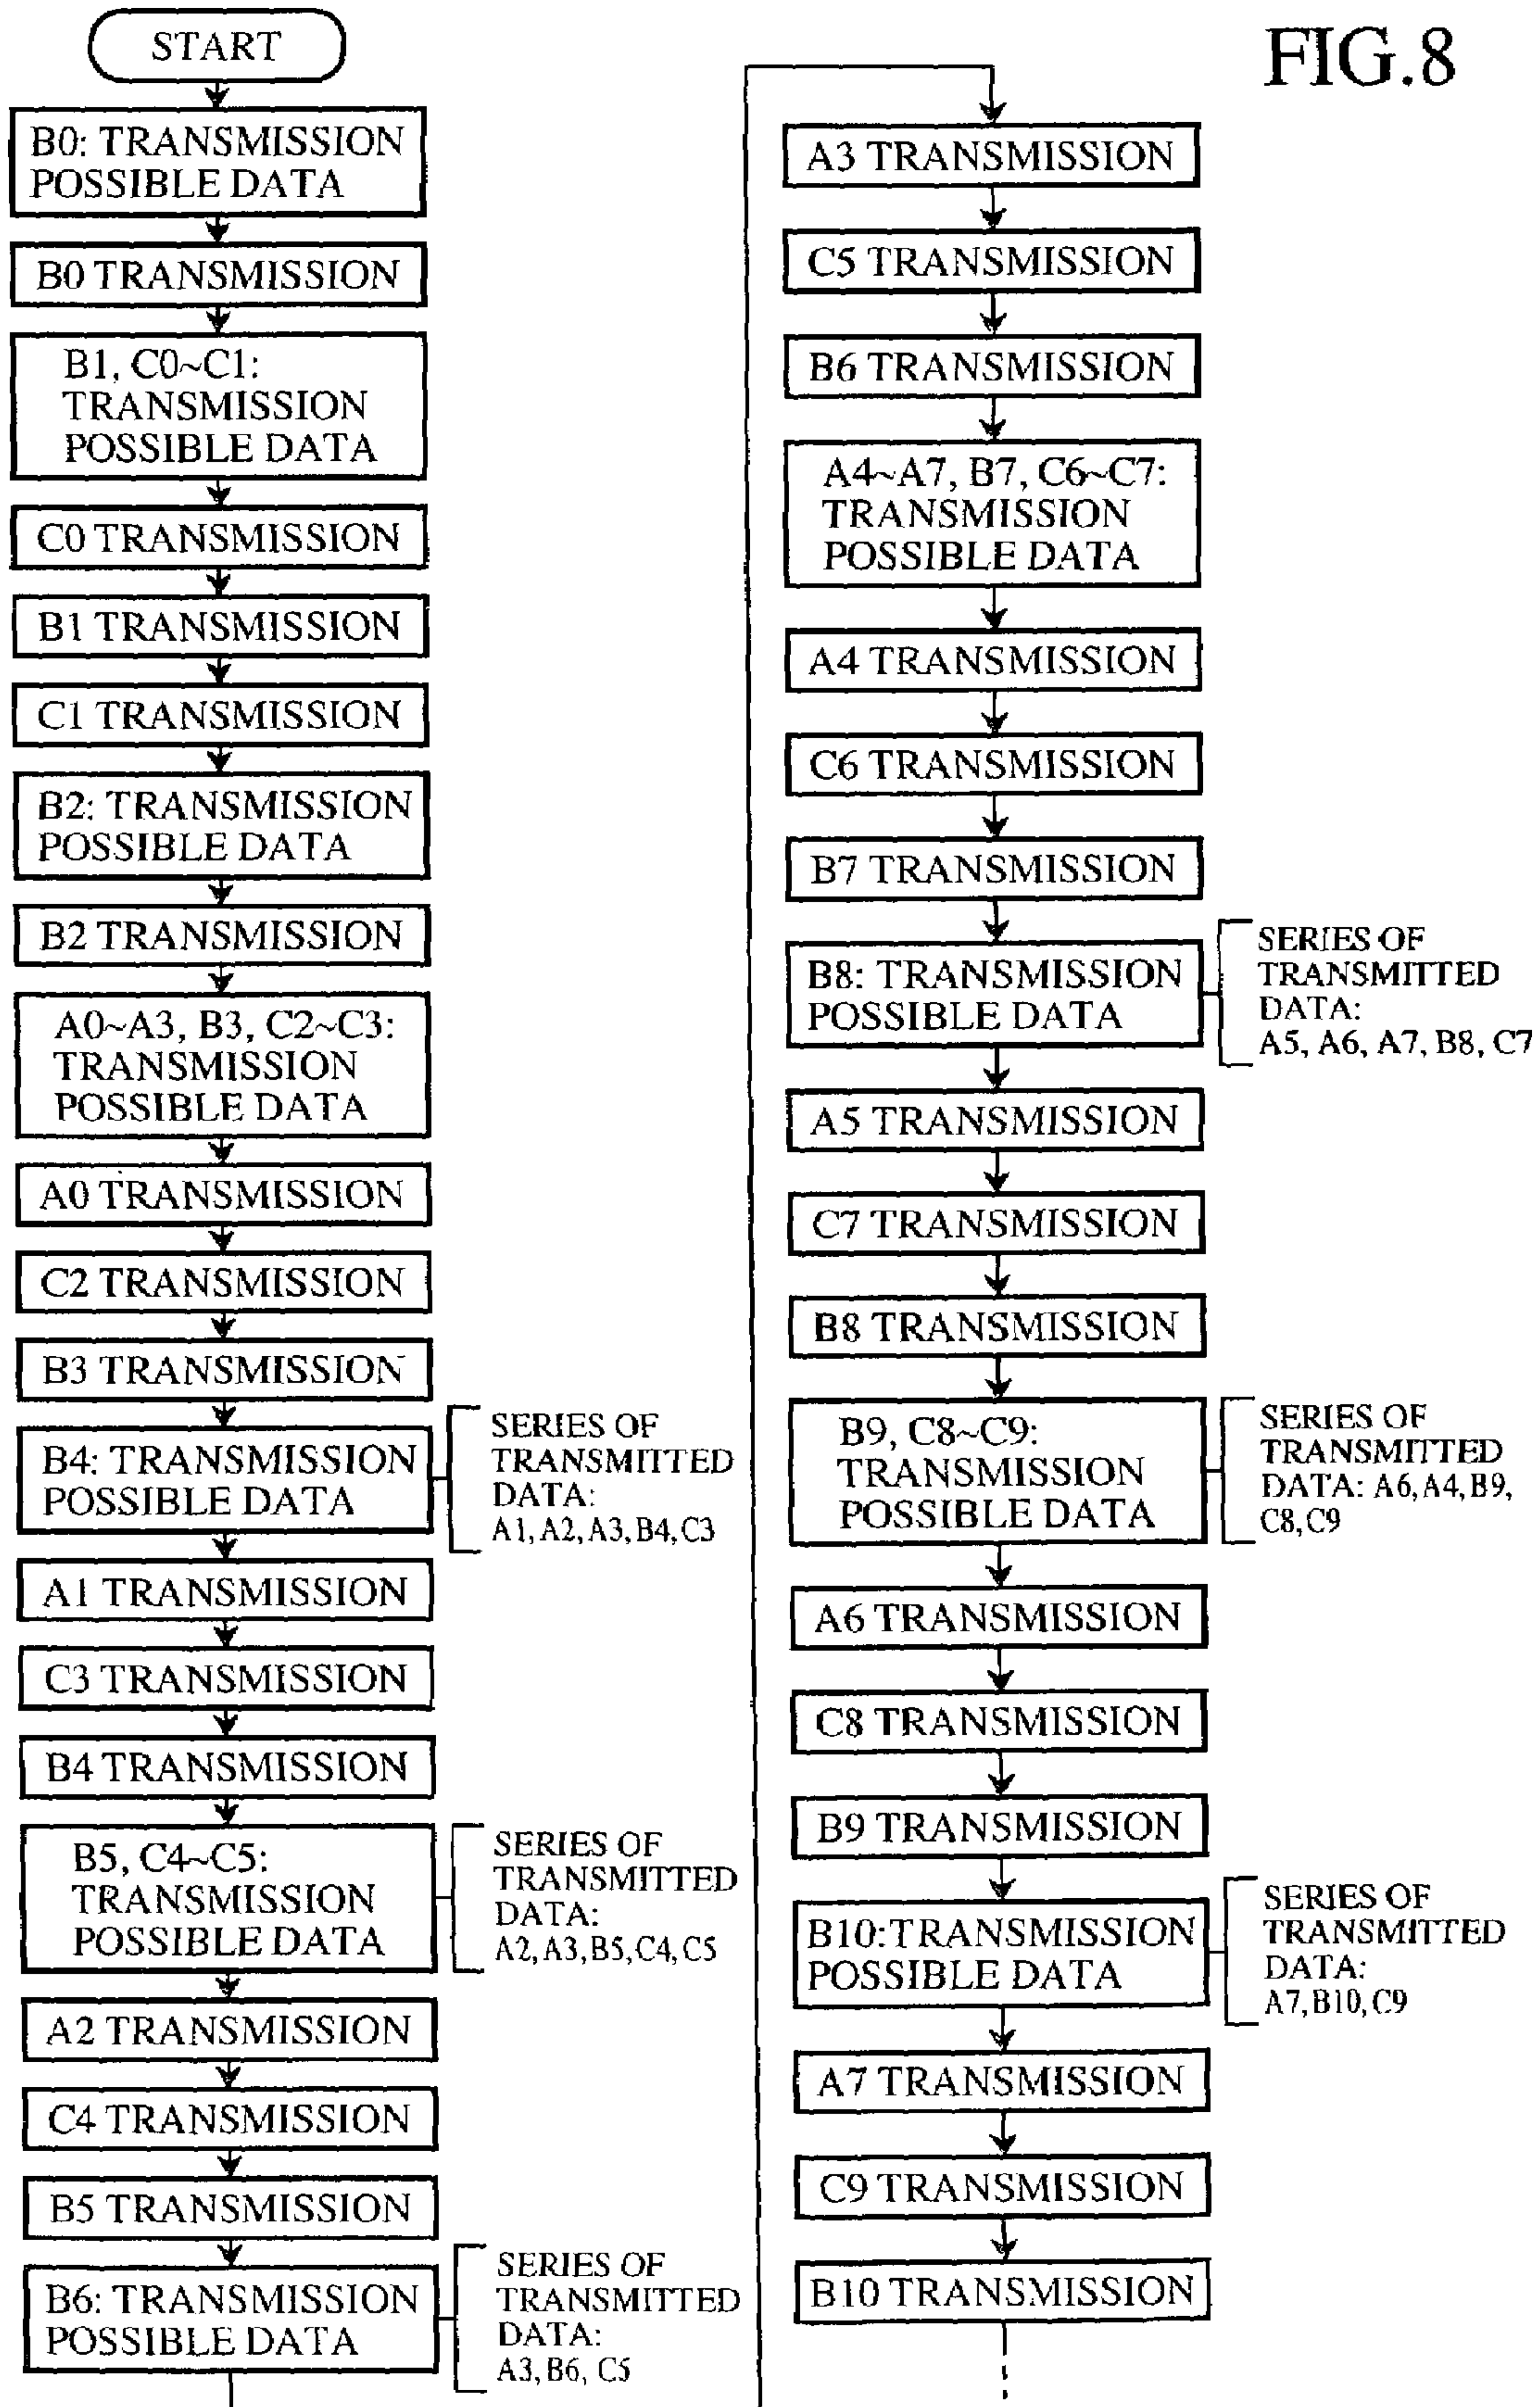 FIG.8
START
B0: TRANSMISSION
POSSIBLE DATA
B0 TRANSMISSION
B1, C0~C1:
TRANSMISSION
POSSIBLE DATA
C0 TRANSMISSION
B1 TRANSMISSION
C1 TRANSMISSION
B2: TRANSMISSION
POSSIBLE DATA
B2 TRANSMISSION
A0~A3, B3, C2~C3:
TRANSMISSION
POSSIBLE DATA
A0 TRANSMISSION
C2 TRANSMISSION
B3 TRANSMISSION
B4: TRANSMISSION
POSSIBLE DATA
SERIES OF
TRANSMITTED
DATA:
A1, A2, A3, B4, C3
A1 TRANSMISSION
C3 TRANSMISSION
B4 TRANSMISSION
B5, C4~C5:
TRANSMISSION
POSSIBLE DATA
SERIES OF
TRANSMITTED
DATA:
A2, A3, B5, C4, C5
A2 TRANSMISSION
C4 TRANSMISSION
B5 TRANSMISSION
B6: TRANSMISSION
POSSIBLE DATA
SERIES OF
TRANSMITTED
DATA:
A3, B6, C5
A3 TRANSMISSION
C5 TRANSMISSION
B6 TRANSMISSION
A4~A7, B7, C6~C7:
TRANSMISSION
POSSIBLE DATA
A4 TRANSMISSION
C6 TRANSMISSION
B7 TRANSMISSION
B8: TRANSMISSION
POSSIBLE DATA
SERIES OF
TRANSMITTED
DATA:
A5, A6, A7, B8, C7
A5 TRANSMISSION
C7 TRANSMISSION
B8 TRANSMISSION
B9, C8~C9:
TRANSMISSION
POSSIBLE DATA
SERIES OF
TRANSMITTED
DATA: A6, A4, B9,
C8, C9
A6 TRANSMISSION
C8 TRANSMISSION
B9 TRANSMISSION
B10: TRANSMISSION
POSSIBLE DATA
SERIES OF
TRANSMITTED
DATA:
A7, B10, C9
A7 TRANSMISSION
C9 TRANSMISSION
B10 TRANSMISSION